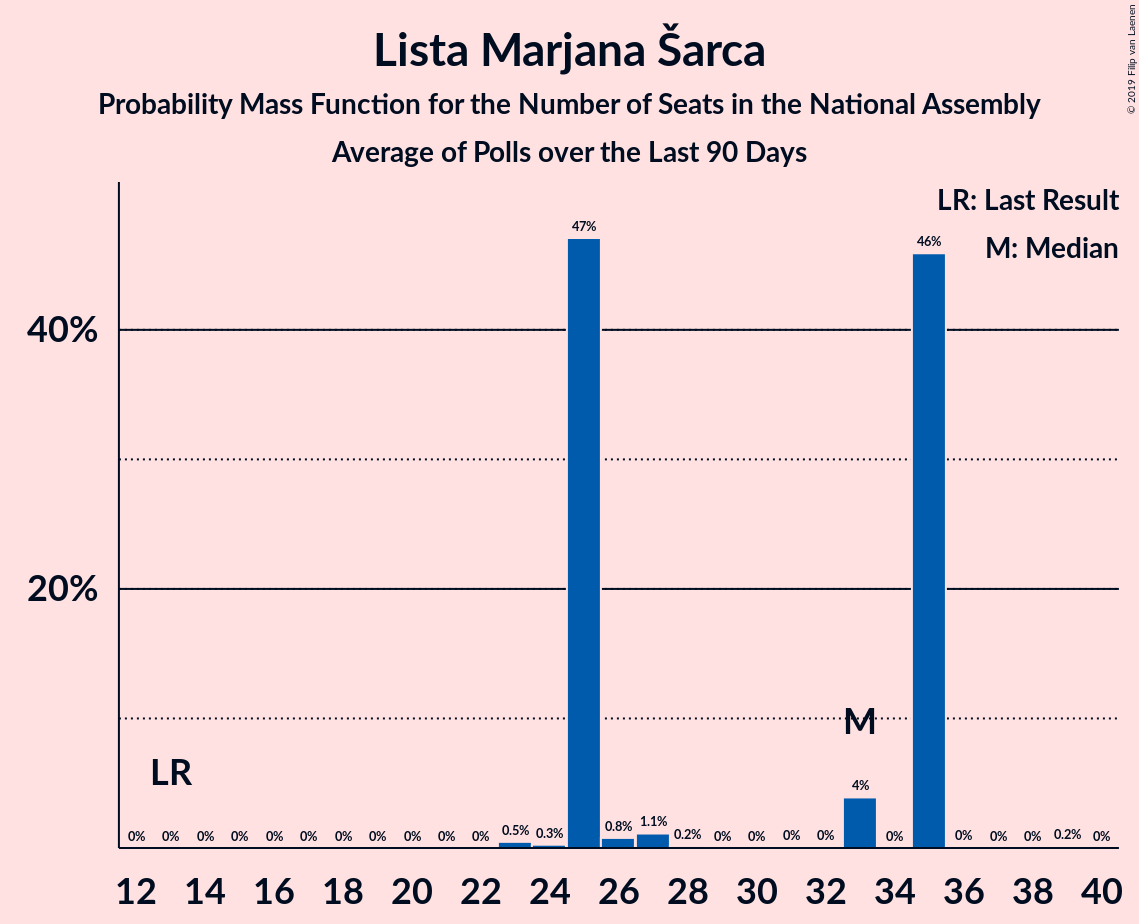 Lista Marjana Šarca
Probability Mass Function for the Number of Seats in the National Assembly
Average of Polls over the Last 90 Days
© 2019 Filip van Laenen
LR: Last Result
M: Median
47%
46%
40%
20%
M
LR
4%
0% 0% 0% 0% 0% 0% 0% 0% 0% 0% 0% 0.5% 0.3% 0.8% 1.1% 0.2% 0% 0% 0% 0% 0% 0% 0% 0% 0.2% 0%
12 14 16 18 20 22 24 26 28 30 32 34 36 38 40